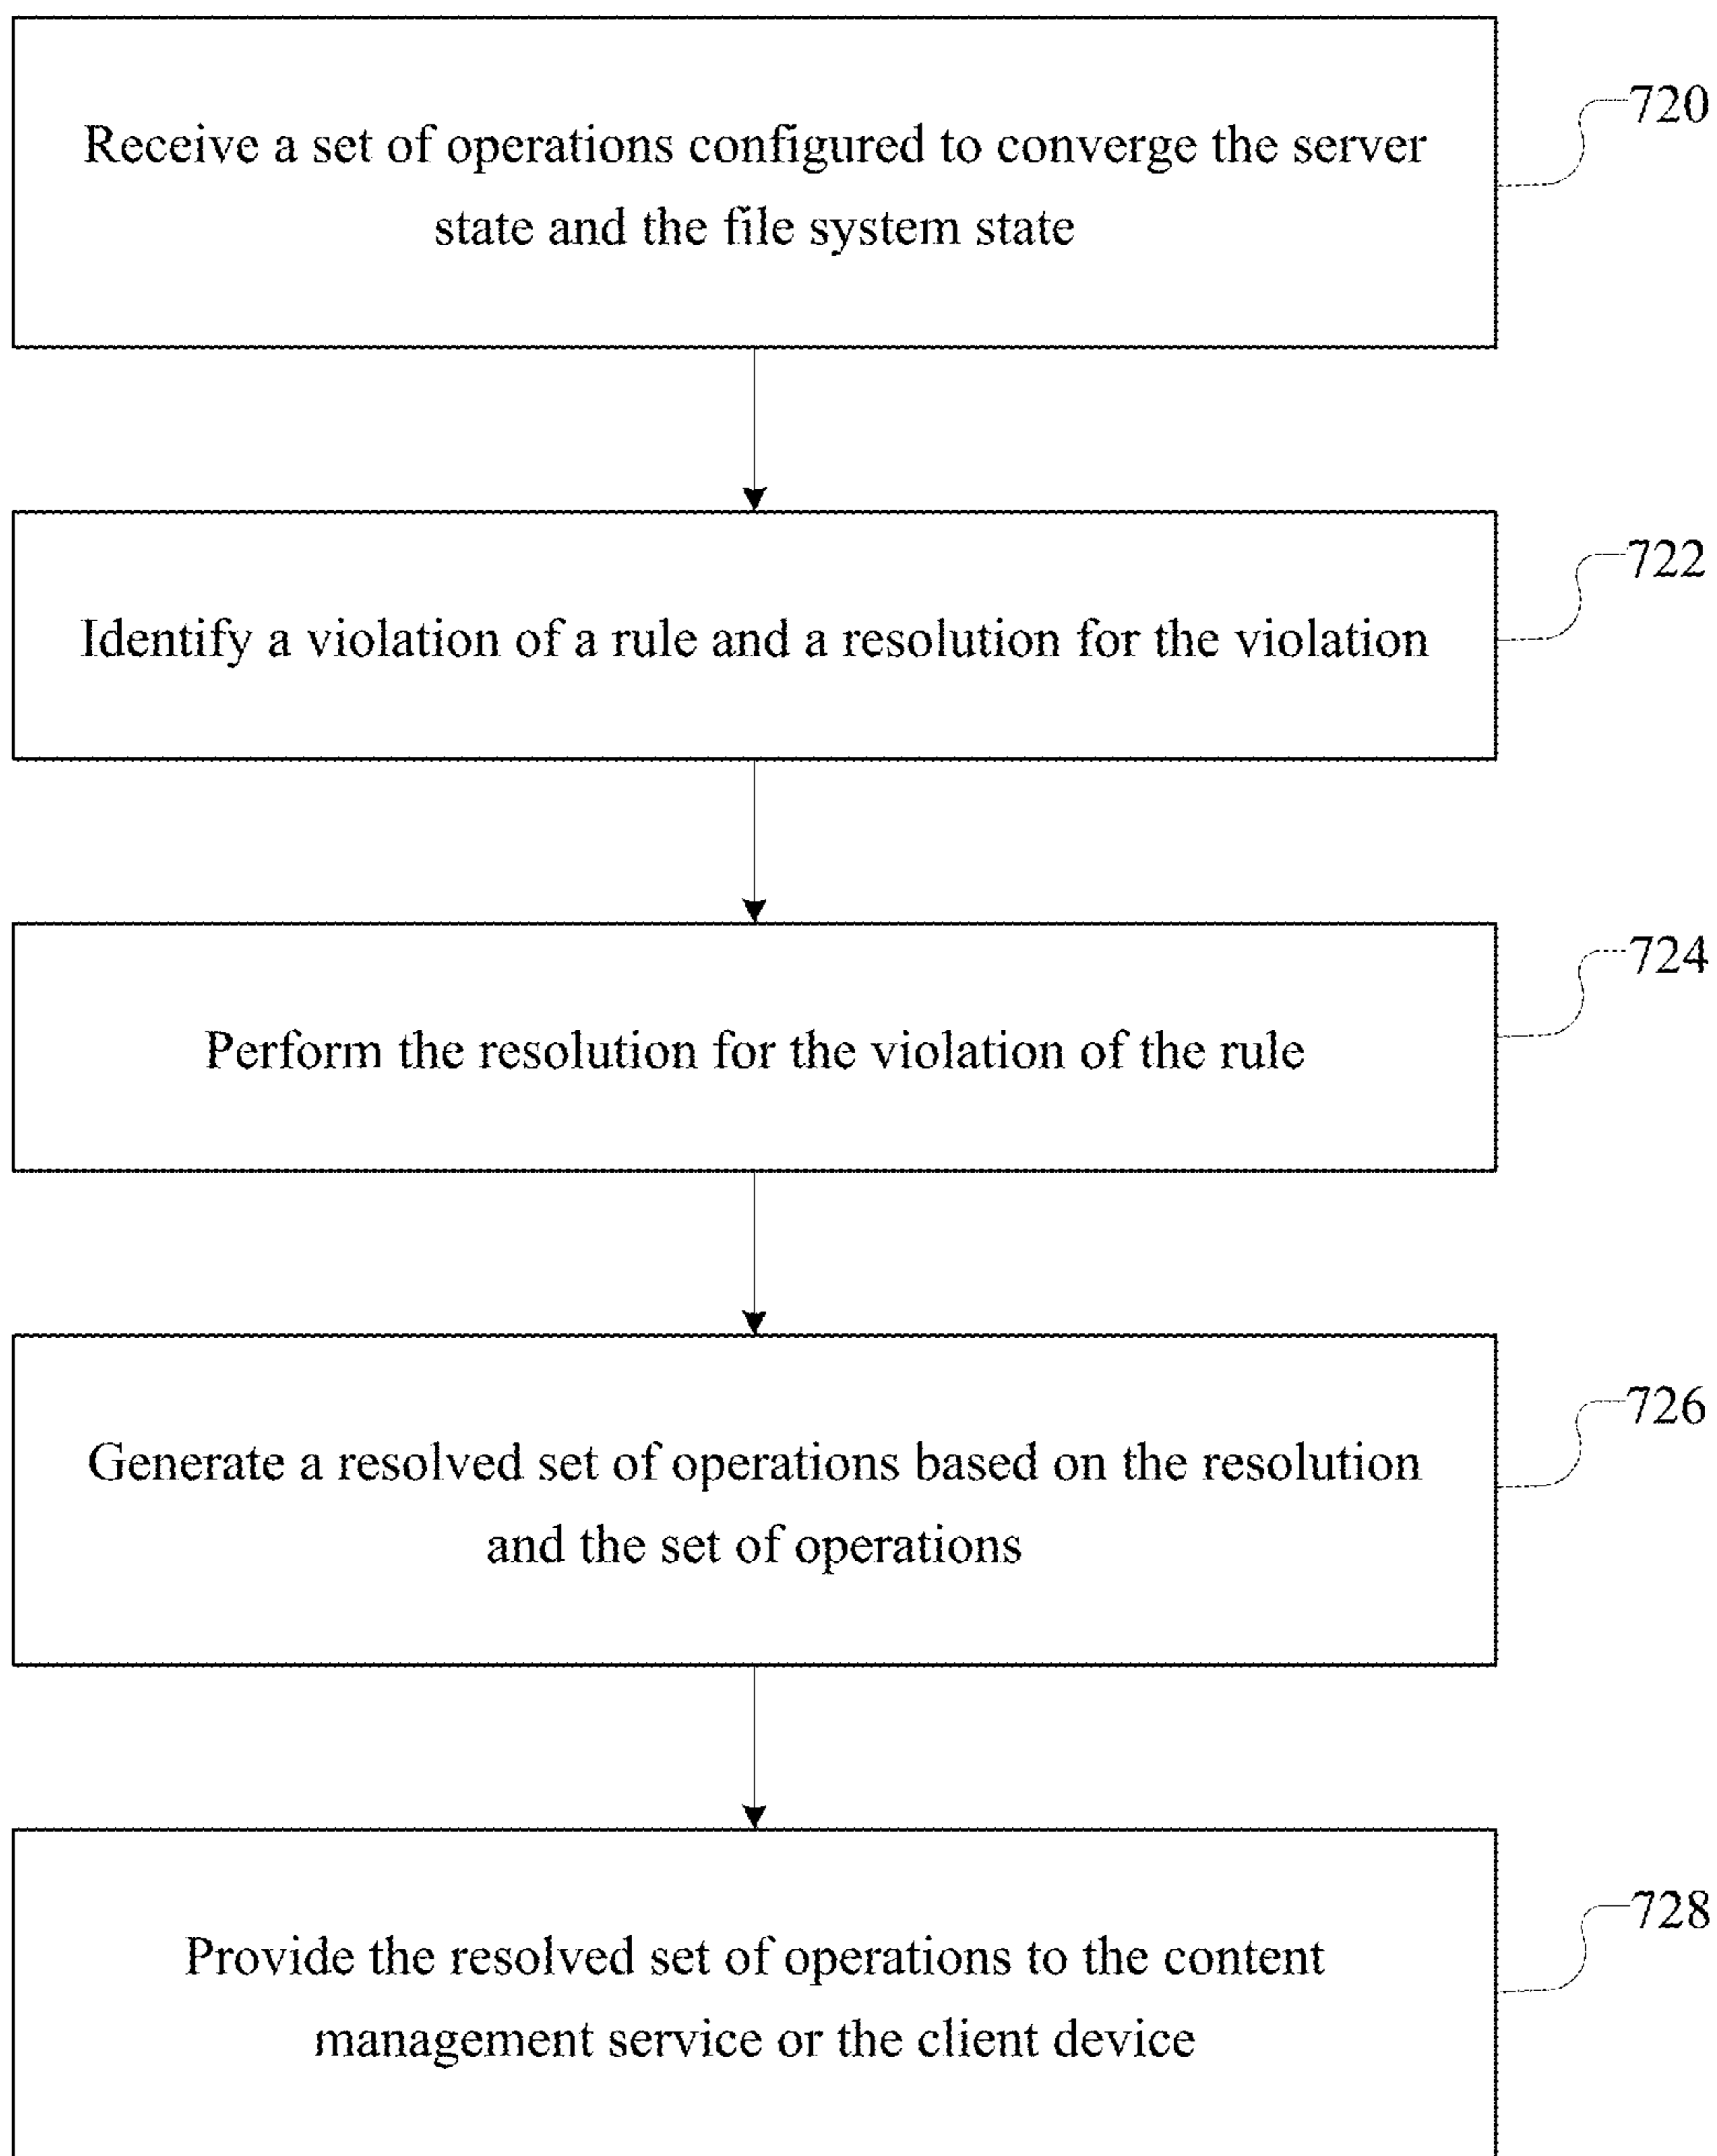 Receive a set of operations configured to converge the server
state and the file system state
720
Identify a violation of a rule and a resolution for the violation
722
Perform the resolution for the violation of the rule
724
Generate a resolved set of operations based on the resolution
and the set of operations
726
Provide the resolved set of operations to the content
management service or the client device
728